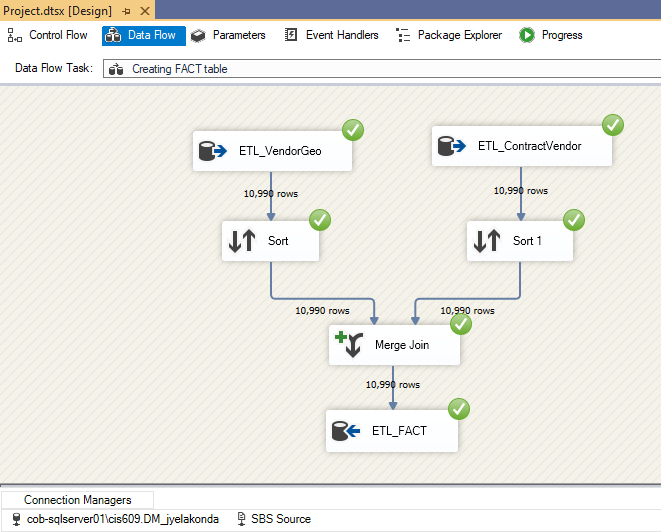 Project.dtsx [Design]
Control Flow
Data Flow
Parameters
Event Handlers
Package Explorer
Progress
Data Flow Task:
Creating FACT table
ETL_VendorGeo
ETL_ContractVendor
10,990 rows
10,990 rows
Sort
Sort 1
10,990 rows
10,990 rows
Merge Join
10,990 rows
ETL_FACT
Connection Managers
cob-sqlserver01\cis609.DM_jyelakonda
SBS Source